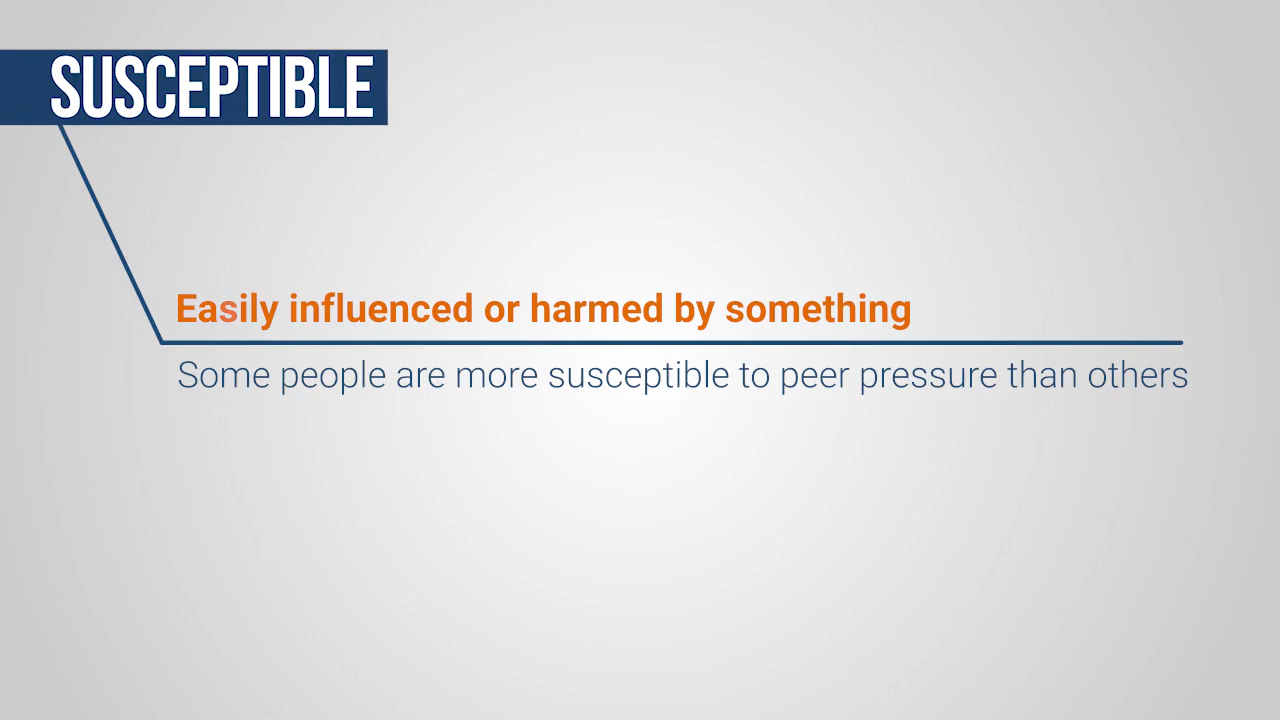 SUSCEPTIBLE
Easily influenced or harmed by something
Some people are more susceptible to peer pressure than others